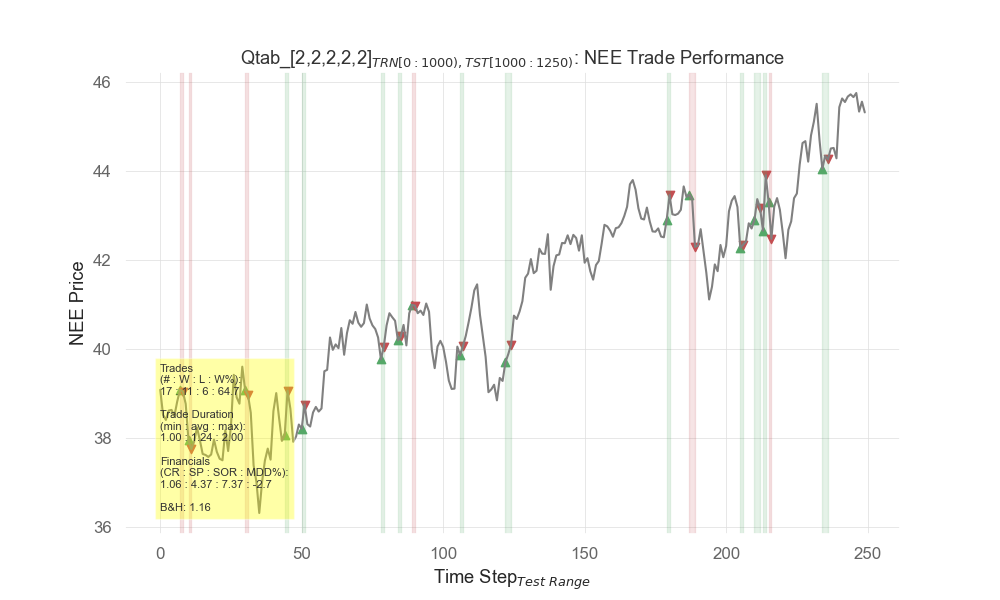 Qtab_[2,2,2,2,2]TRN[0 : 1000), TST[1000 : 1250): NEE Trade Performance
46
44
42
40
38
36
NEE Price
Trades
(# : W : L : W%):
17 : 11 : 6 : 64.7
Trade Duration
(min : avg : max):
1.00 : 1.24 : 2.00
Financials
(CR : SP : SOR : MDD%):
1.06 : 4.37 : 7.37 : -2.7
B&H: 1.16
0 50 100 150 200 250
Time StepTest Range